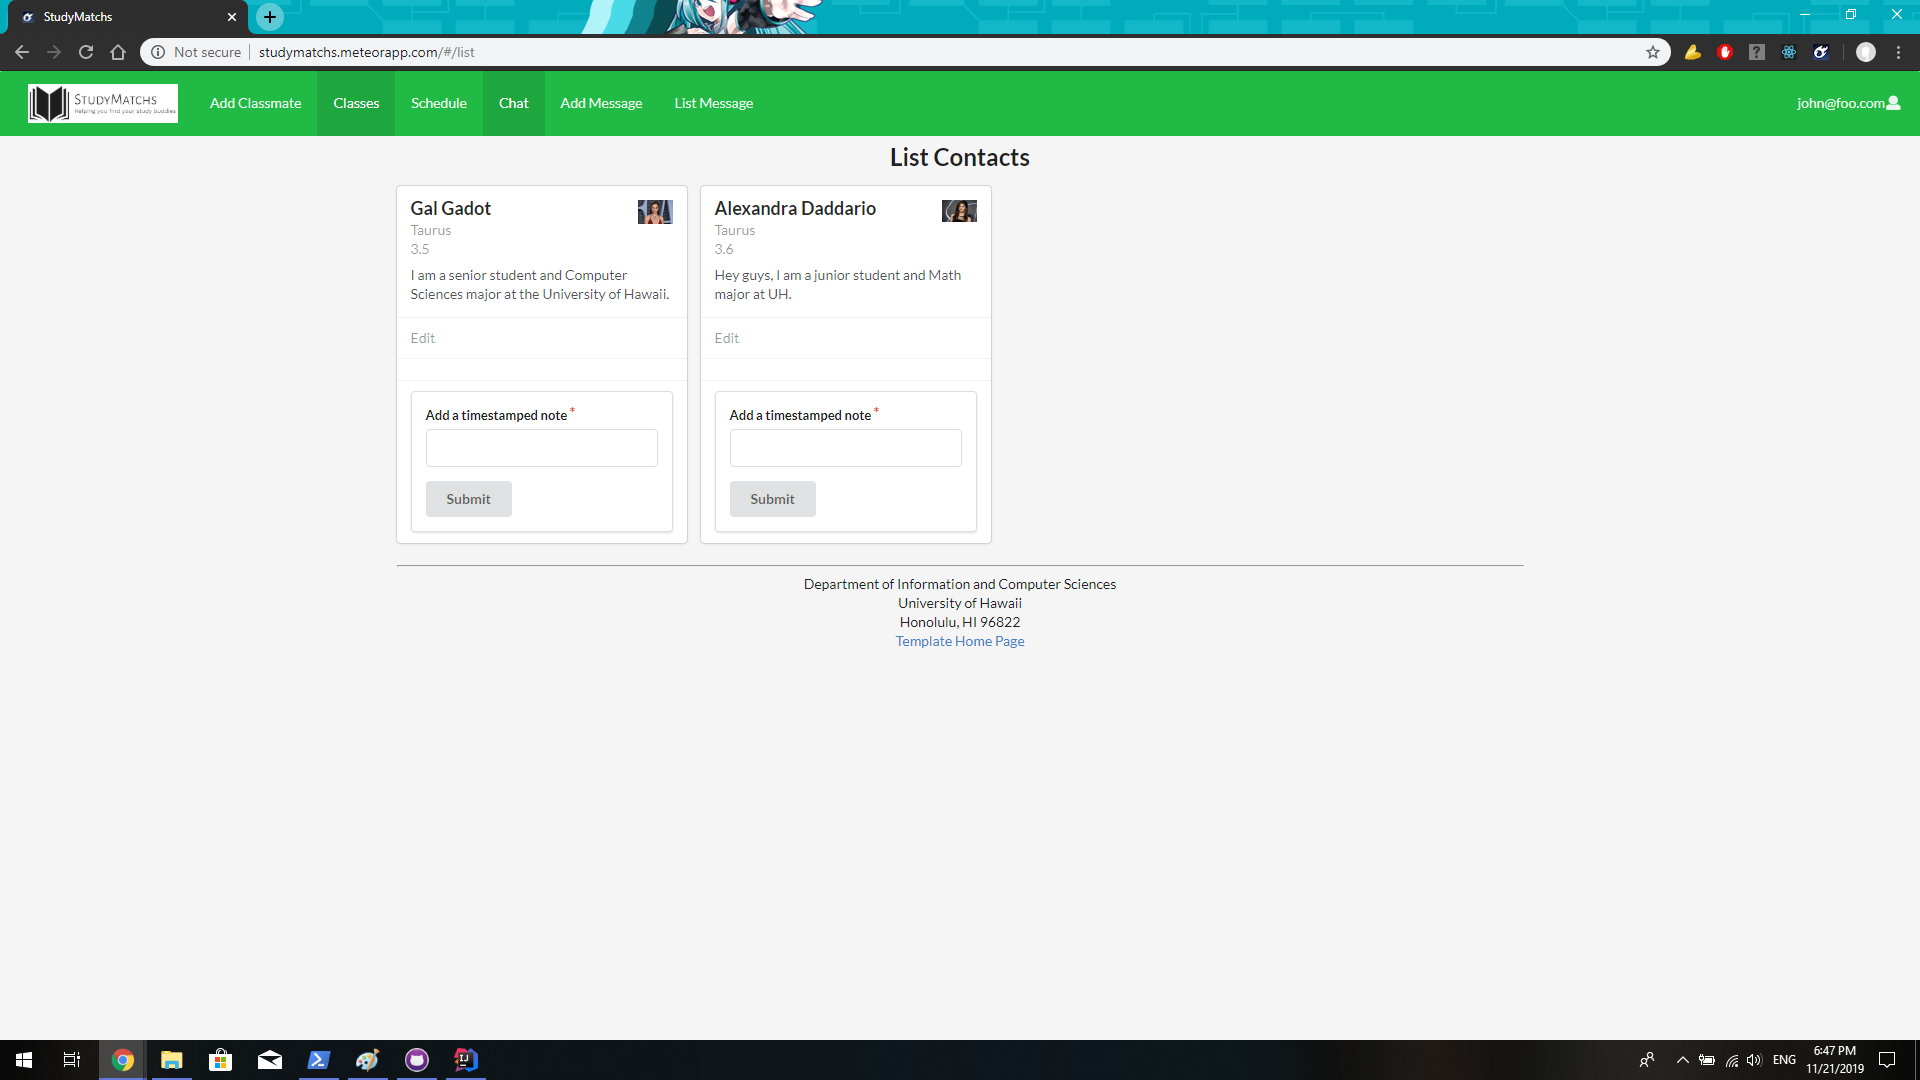 StudyMatchs
Not secure
studymatchs.meteorapp.com/#/list
StudyMatchs
Helping you find your study buddies
Add Classmate
Classes
Schedule
Chat
Add Message
List Message
john@foo.com
List Contacts
Gal Gadot
Taurus
3.5
I am a senior student and Computer
Sciences major at the University of Hawaii.
Edit
Add a timestamped note *
Submit
Alexandra Daddario
Taurus
3.6
Hey guys, I am a junior student and Math
major at UH.
Edit
Add a timestamped note *
Submit
Department of Information and Computer Sciences
University of Hawaii
Honolulu, HI 96822
Template Home Page
IJ
ENG
6:47 PM
11/21/2019